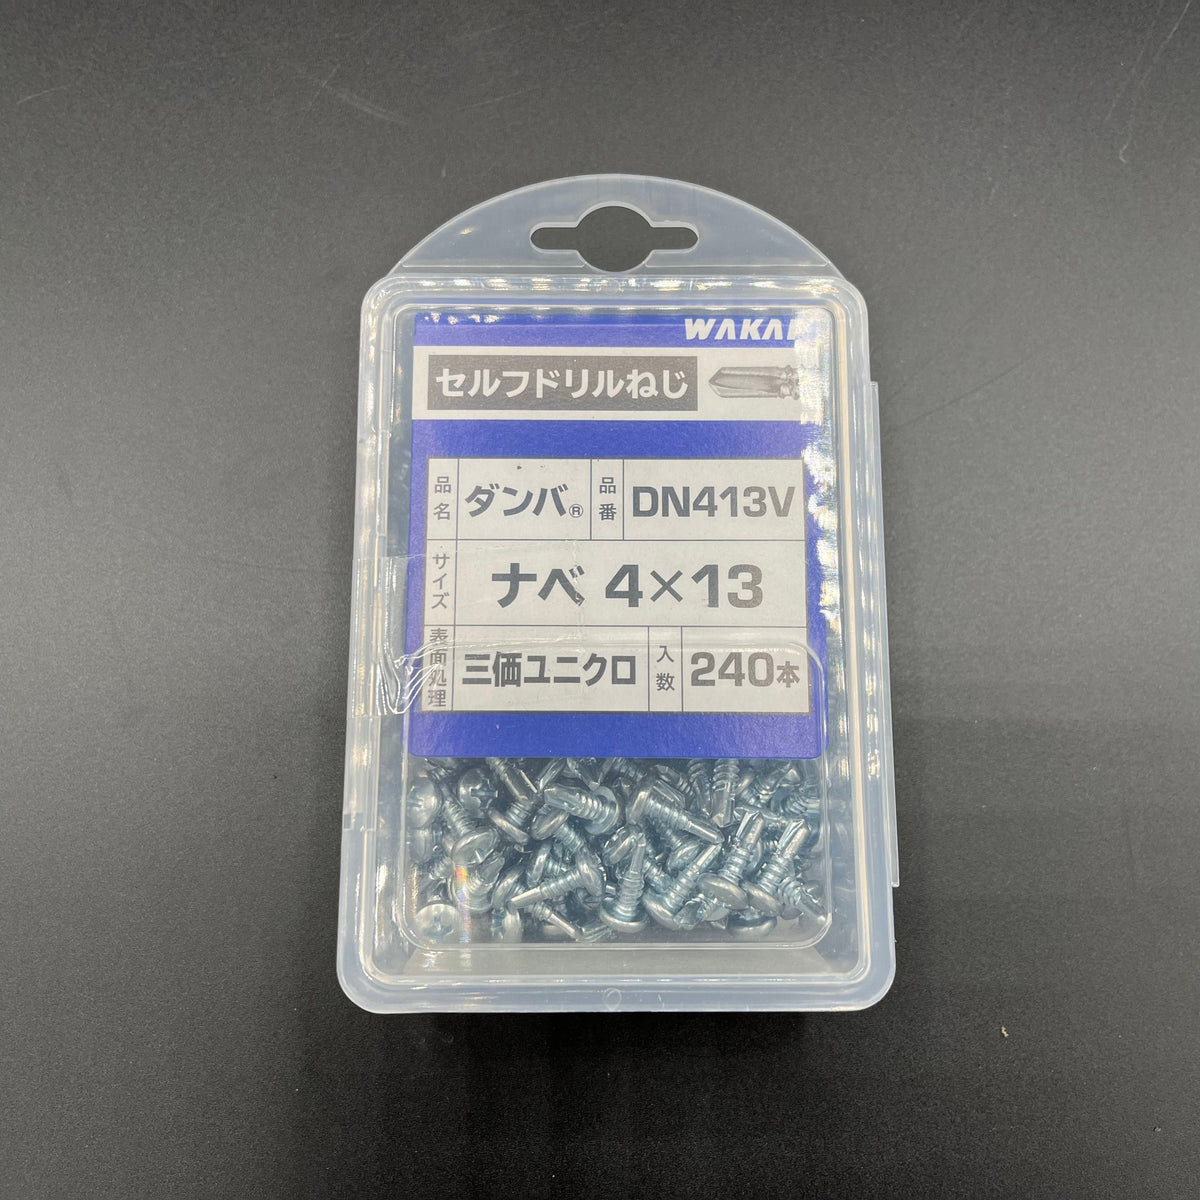 WAKAI
セルフドリルねじ
品名 ダンバ® 品番 DN413V
サイズ ナベ 4×13
表面処理 三価ユニクロ 入数 240本